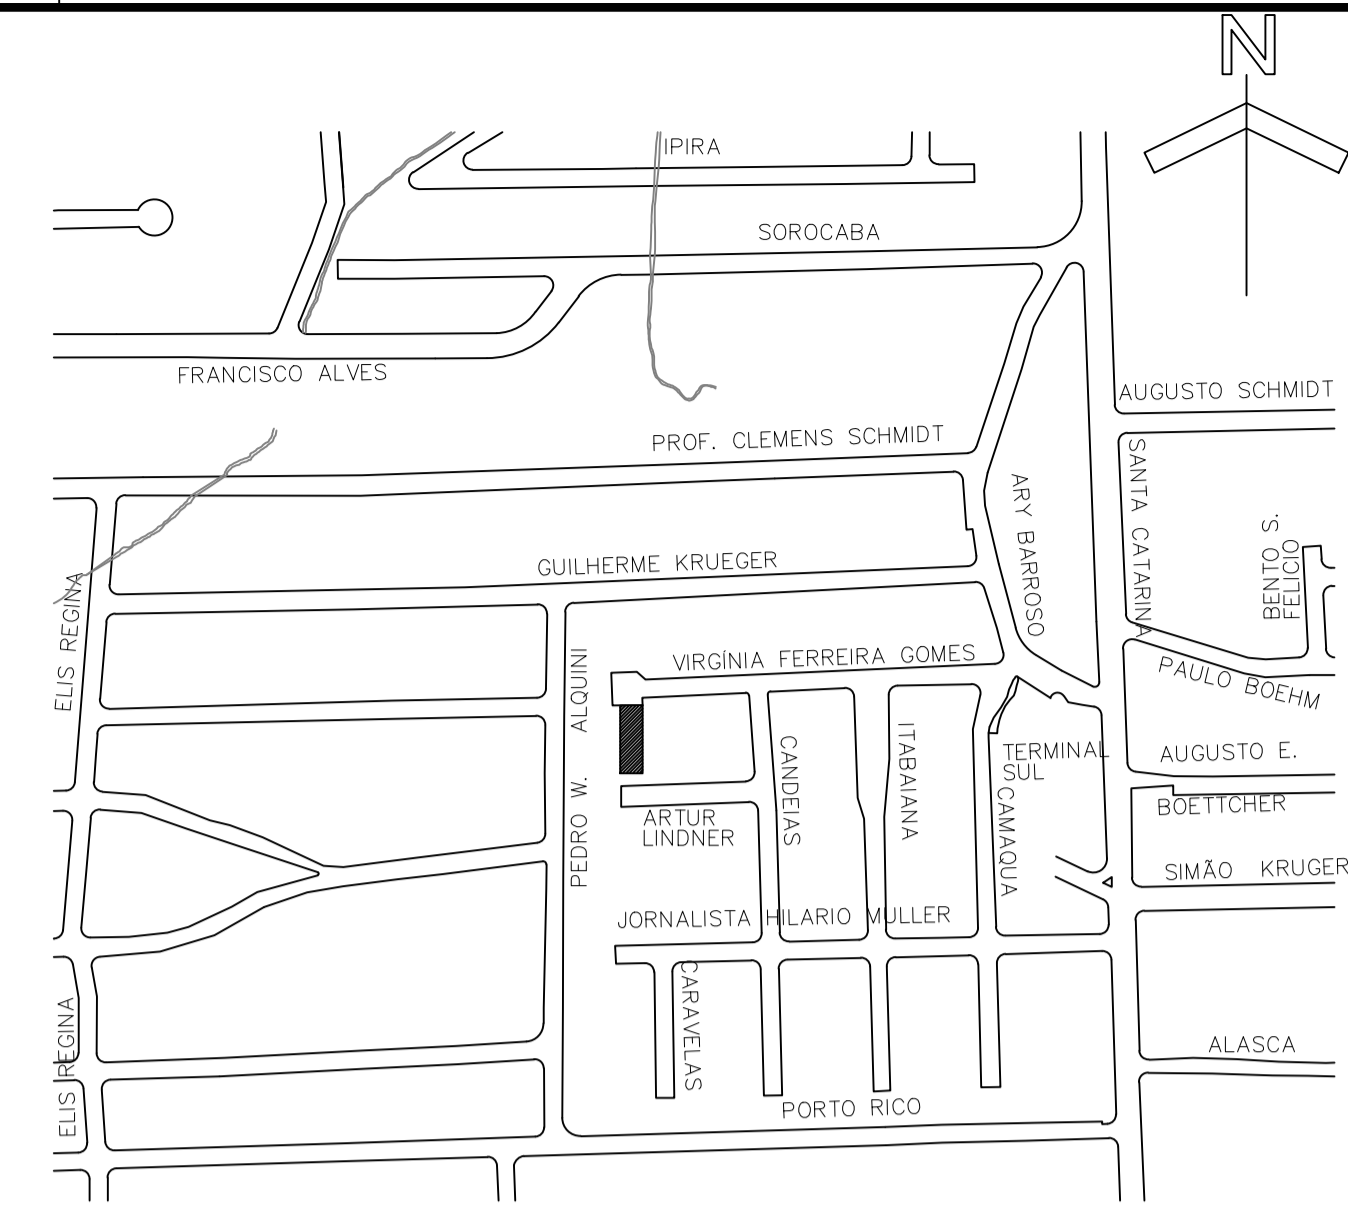 N
IPIRA
SOROCABA
FRANCISCO ALVES
AUGUSTO SCHMIDT
PROF. CLEMENS SCHMIDT
SANTA CATARINA
ARY BARROSO
BENTO S.
FELICIO
GUILHERME KRUEGER
ELIS REGINA
VIRGÍNIA FERREIRA GOMES
PAULO BOEHM
PEDRO W. ALQUINI
CANDEIAS
ITABAIANA
TERMINAL
SUL
AUGUSTO E.
BOETTCHER
CAMAQUA
ARTUR
LINDNER
SIMÃO KRUGER
JORNALISTA HILARIO MULLER
CARAVELAS
ELIS REGINA
ALASCA
PORTO RICO